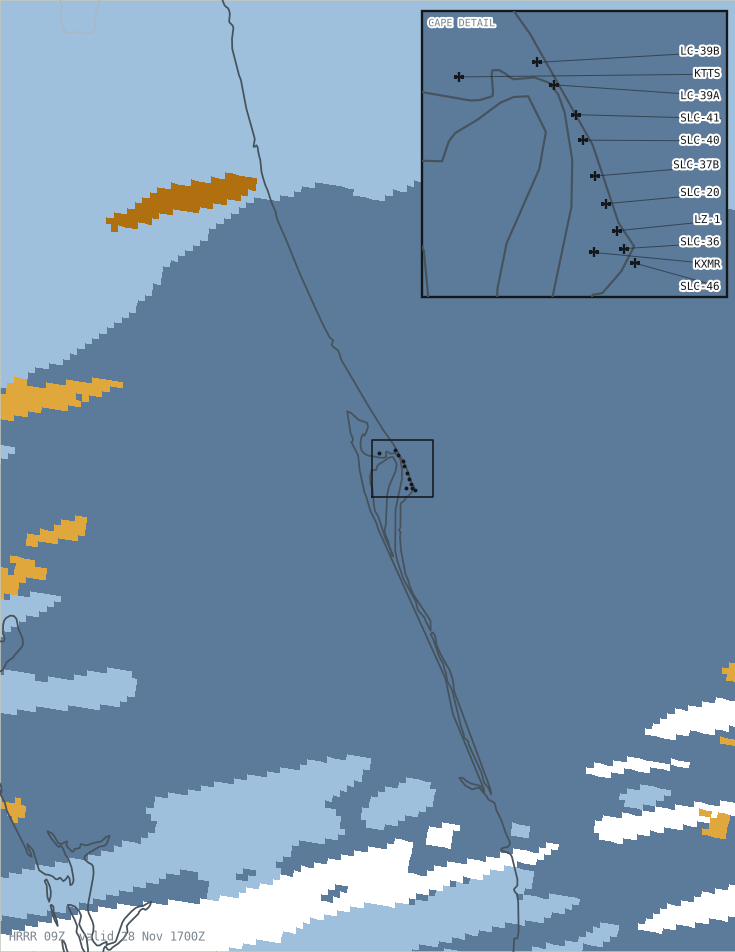 CAPE DETAIL
LC-39B
KTTS
LC-39A
SLC-41
SLC-40
SLC-37B
SLC-20
LZ-1
SLC-36
KXMR
SLC-46
HRRR 09Z valid 28 Nov 1700Z